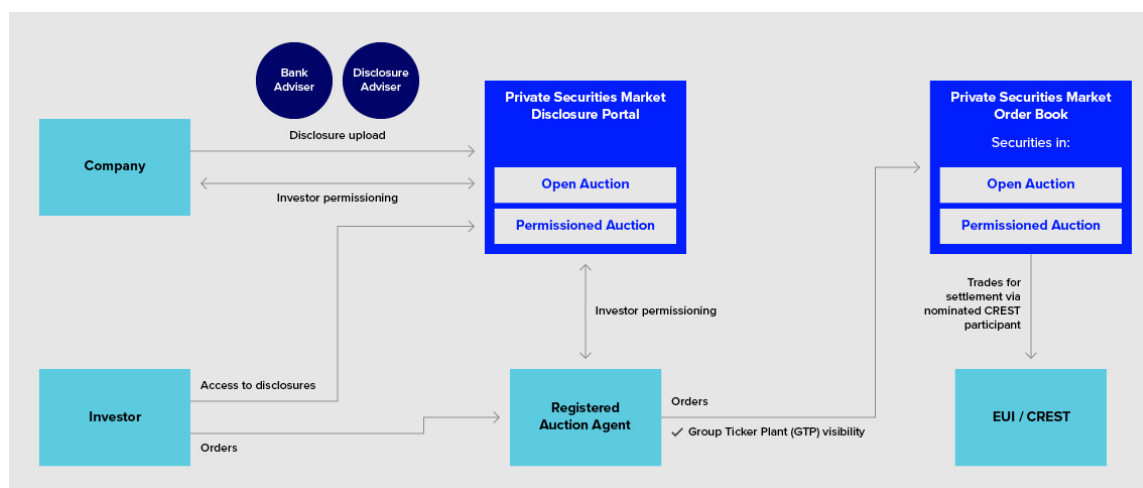 Bank
Adviser
Disclosure
Adviser
Company
Disclosure upload
Investor permissioning
Private Securities Market
Disclosure Portal
Open Auction
Permissioned Auction
Private Securities Market
Order Book
Securities in:
Open Auction
Permissioned Auction
Investor permissioning
Trades for
settlement via
nominated CREST
participant
Investor
Access to disclosures
Orders
Registered
Auction Agent
Orders
✓ Group Ticker Plant (GTP) visibility
EUI / CREST